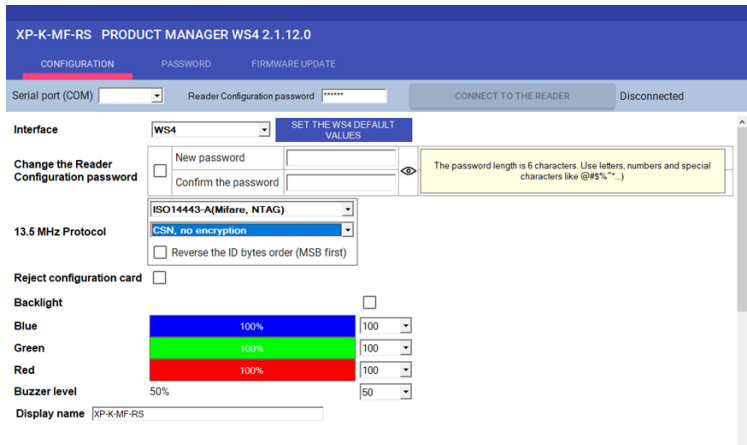 XP-K-MF-RS PRODUCT MANAGER WS4 2.1.12.0
CONFIGURATION PASSWORD FIRMWARE UPDATE
Serial port (COM) Reader Configuration password ****** CONNECT TO THE READER Disconnected
Interface WS4 SET THE WS4 DEFAULT
VALUES
Change the Reader
Configuration password
New password
Confirm the password
The password length is 6 characters. Use letters, numbers and special
characters like @#$%^*...)
13.5 MHz Protocol
ISO14443-A(Mifare, NTAG)
CSN, no encryption
Reverse the ID bytes order (MSB first)
Reject configuration card
Backlight
Blue 100% 100
Green 100% 100
Red 100% 100
Buzzer level 50% 50
Display name XP-K-MF-RS